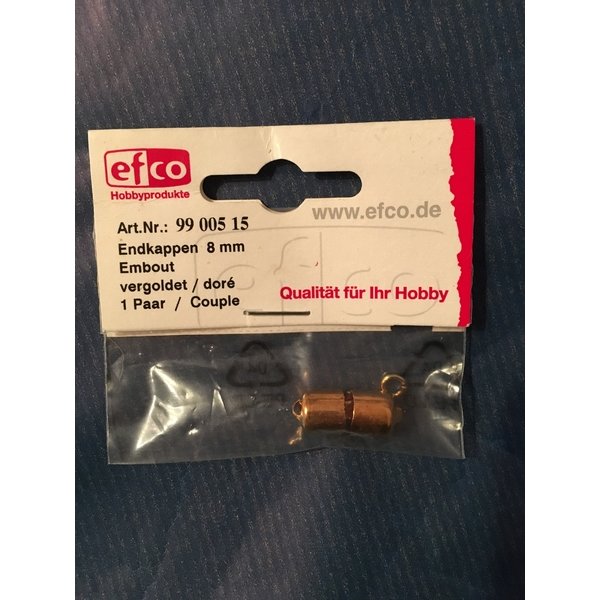 efco
Hobbyprodukte
www.efco.de
Art.Nr.: 99 005 15
Endkappen 8 mm
Embout
vergoldet / doré
1 Paar / Couple
Qualität für Ihr Hobby
efco